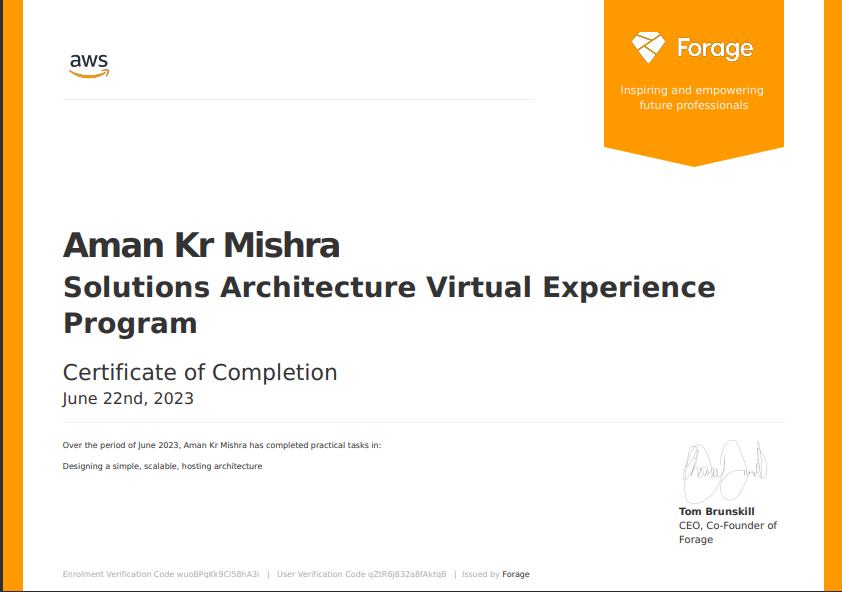 aws
Forage
Inspiring and empowering
future professionals
Aman Kr Mishra
Solutions Architecture Virtual Experience
Program
Certificate of Completion
June 22nd, 2023
Over the period of June 2023, Aman Kr Mishra has completed practical tasks in:
Designing a simple, scalable, hosting architecture
Tom Brunskill
CEO, Co-Founder of
Forage
Enrolment Verification Code wuoBPqKk9Ci58hA3i | User Verification Code qZtR6J832a8fAktqB | Issued by Forage